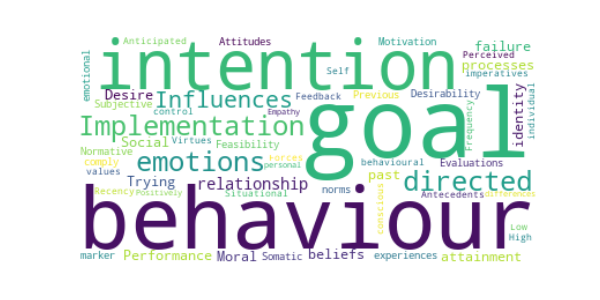 Anticipated Attitudes Motivation failure
intention Perceived
emotional Self processes
imperatives
Desire Influences Feedback Previous Desirability
Subjective control Empathy goal Frequency identity individual
Implementation
Normative Social Virtues Feasibility
comply emotions Forces behavioural Evaluations
values personal past
Trying relationship directed
Recency Positively Situational norms conscious Antecedents differences
behaviour Low
High
marker Performance Moral Somatic beliefs experiences attainment